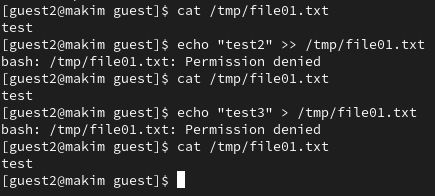 [guest2@makim guest]$ cat /tmp/file01.txt
test
[guest2@makim guest]$ echo "test2" >> /tmp/file01.txt
bash: /tmp/file01.txt: Permission denied
[guest2@makim guest]$ cat /tmp/file01.txt
test
[guest2@makim guest]$ echo "test3" > /tmp/file01.txt
bash: /tmp/file01.txt: Permission denied
[guest2@makim guest]$ cat /tmp/file01.txt
test
[guest2@makim guest]$